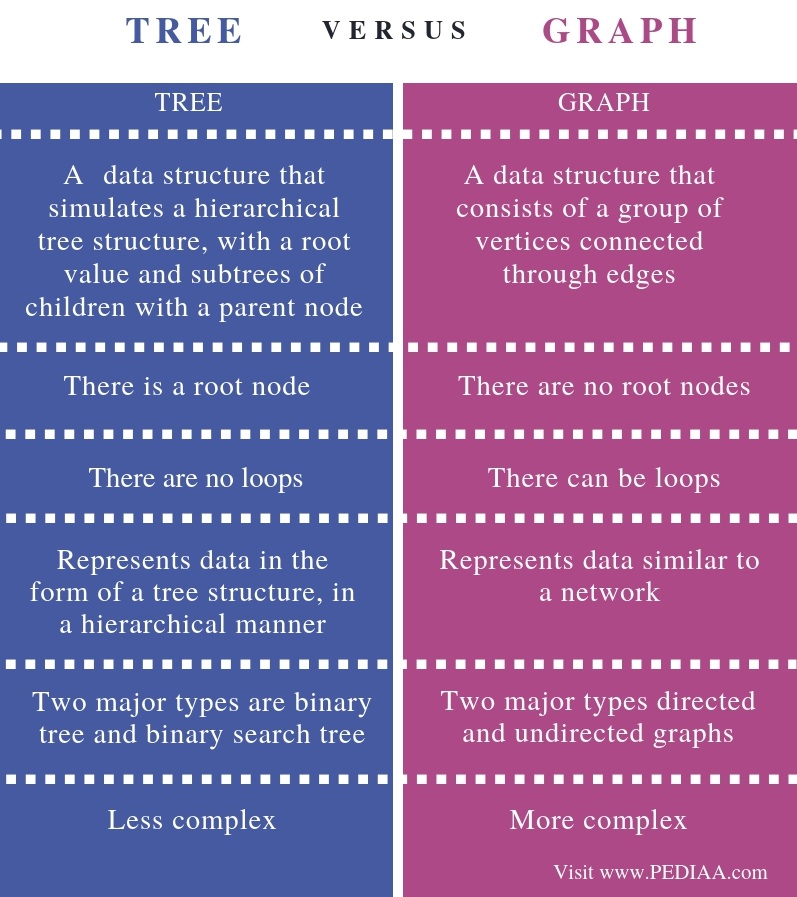 TREE VERSUS GRAPH
TREE
GRAPH
A data structure that
simulates a hierarchical
tree structure, with a root
value and subtrees of
children with a parent node
A data structure that
consists of a group of
vertices connected
through edges
There is a root node
There are no root nodes
There are no loops
There can be loops
Represents data in the
form of a tree structure, in
a hierarchical manner
Represents data similar to
a network
Two major types are binary
tree and binary search tree
Two major types directed
and undirected graphs
Less complex
More complex
Visit www.PEDIAA.com